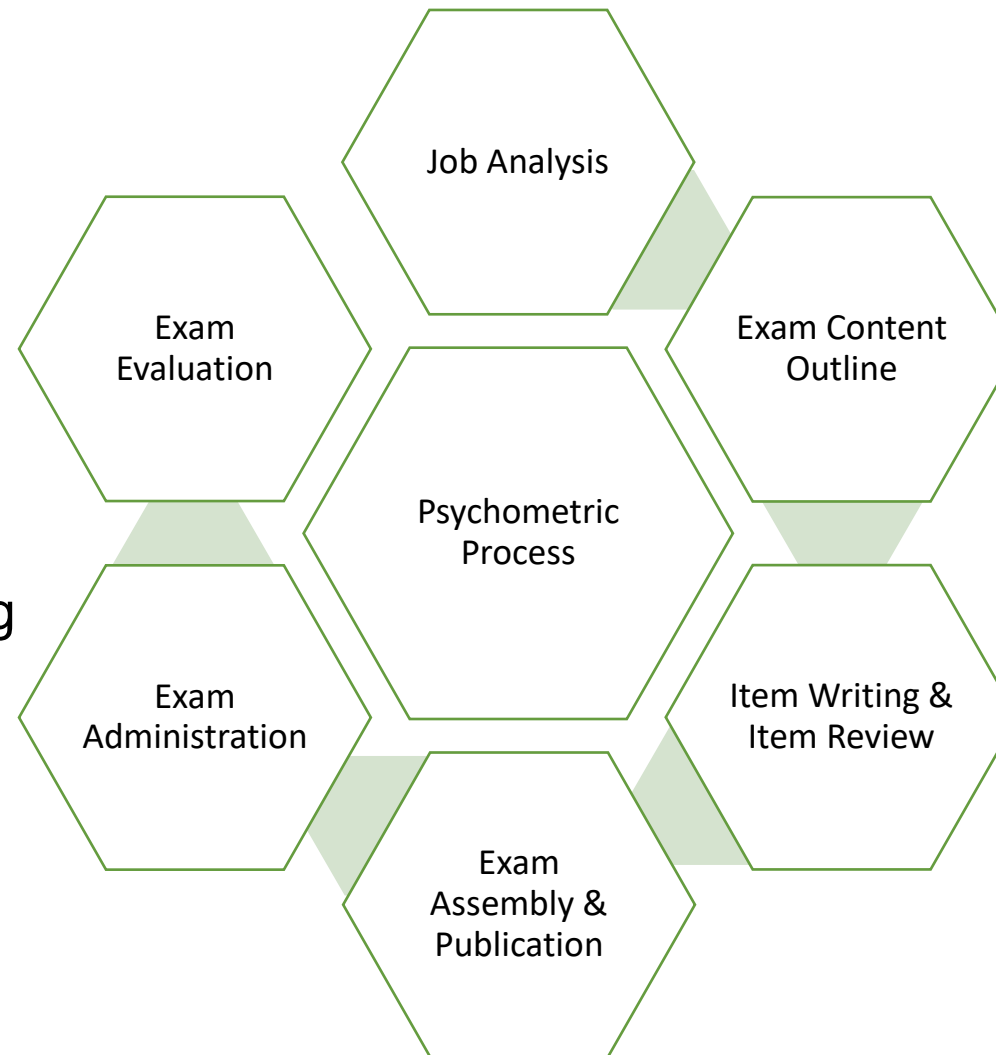 Job Analysis
Exam Content
Outline
Item Writing &
Item Review
Exam
Assembly &
Publication
Exam
Administration
Exam
Evaluation
Psychometric
Process
g